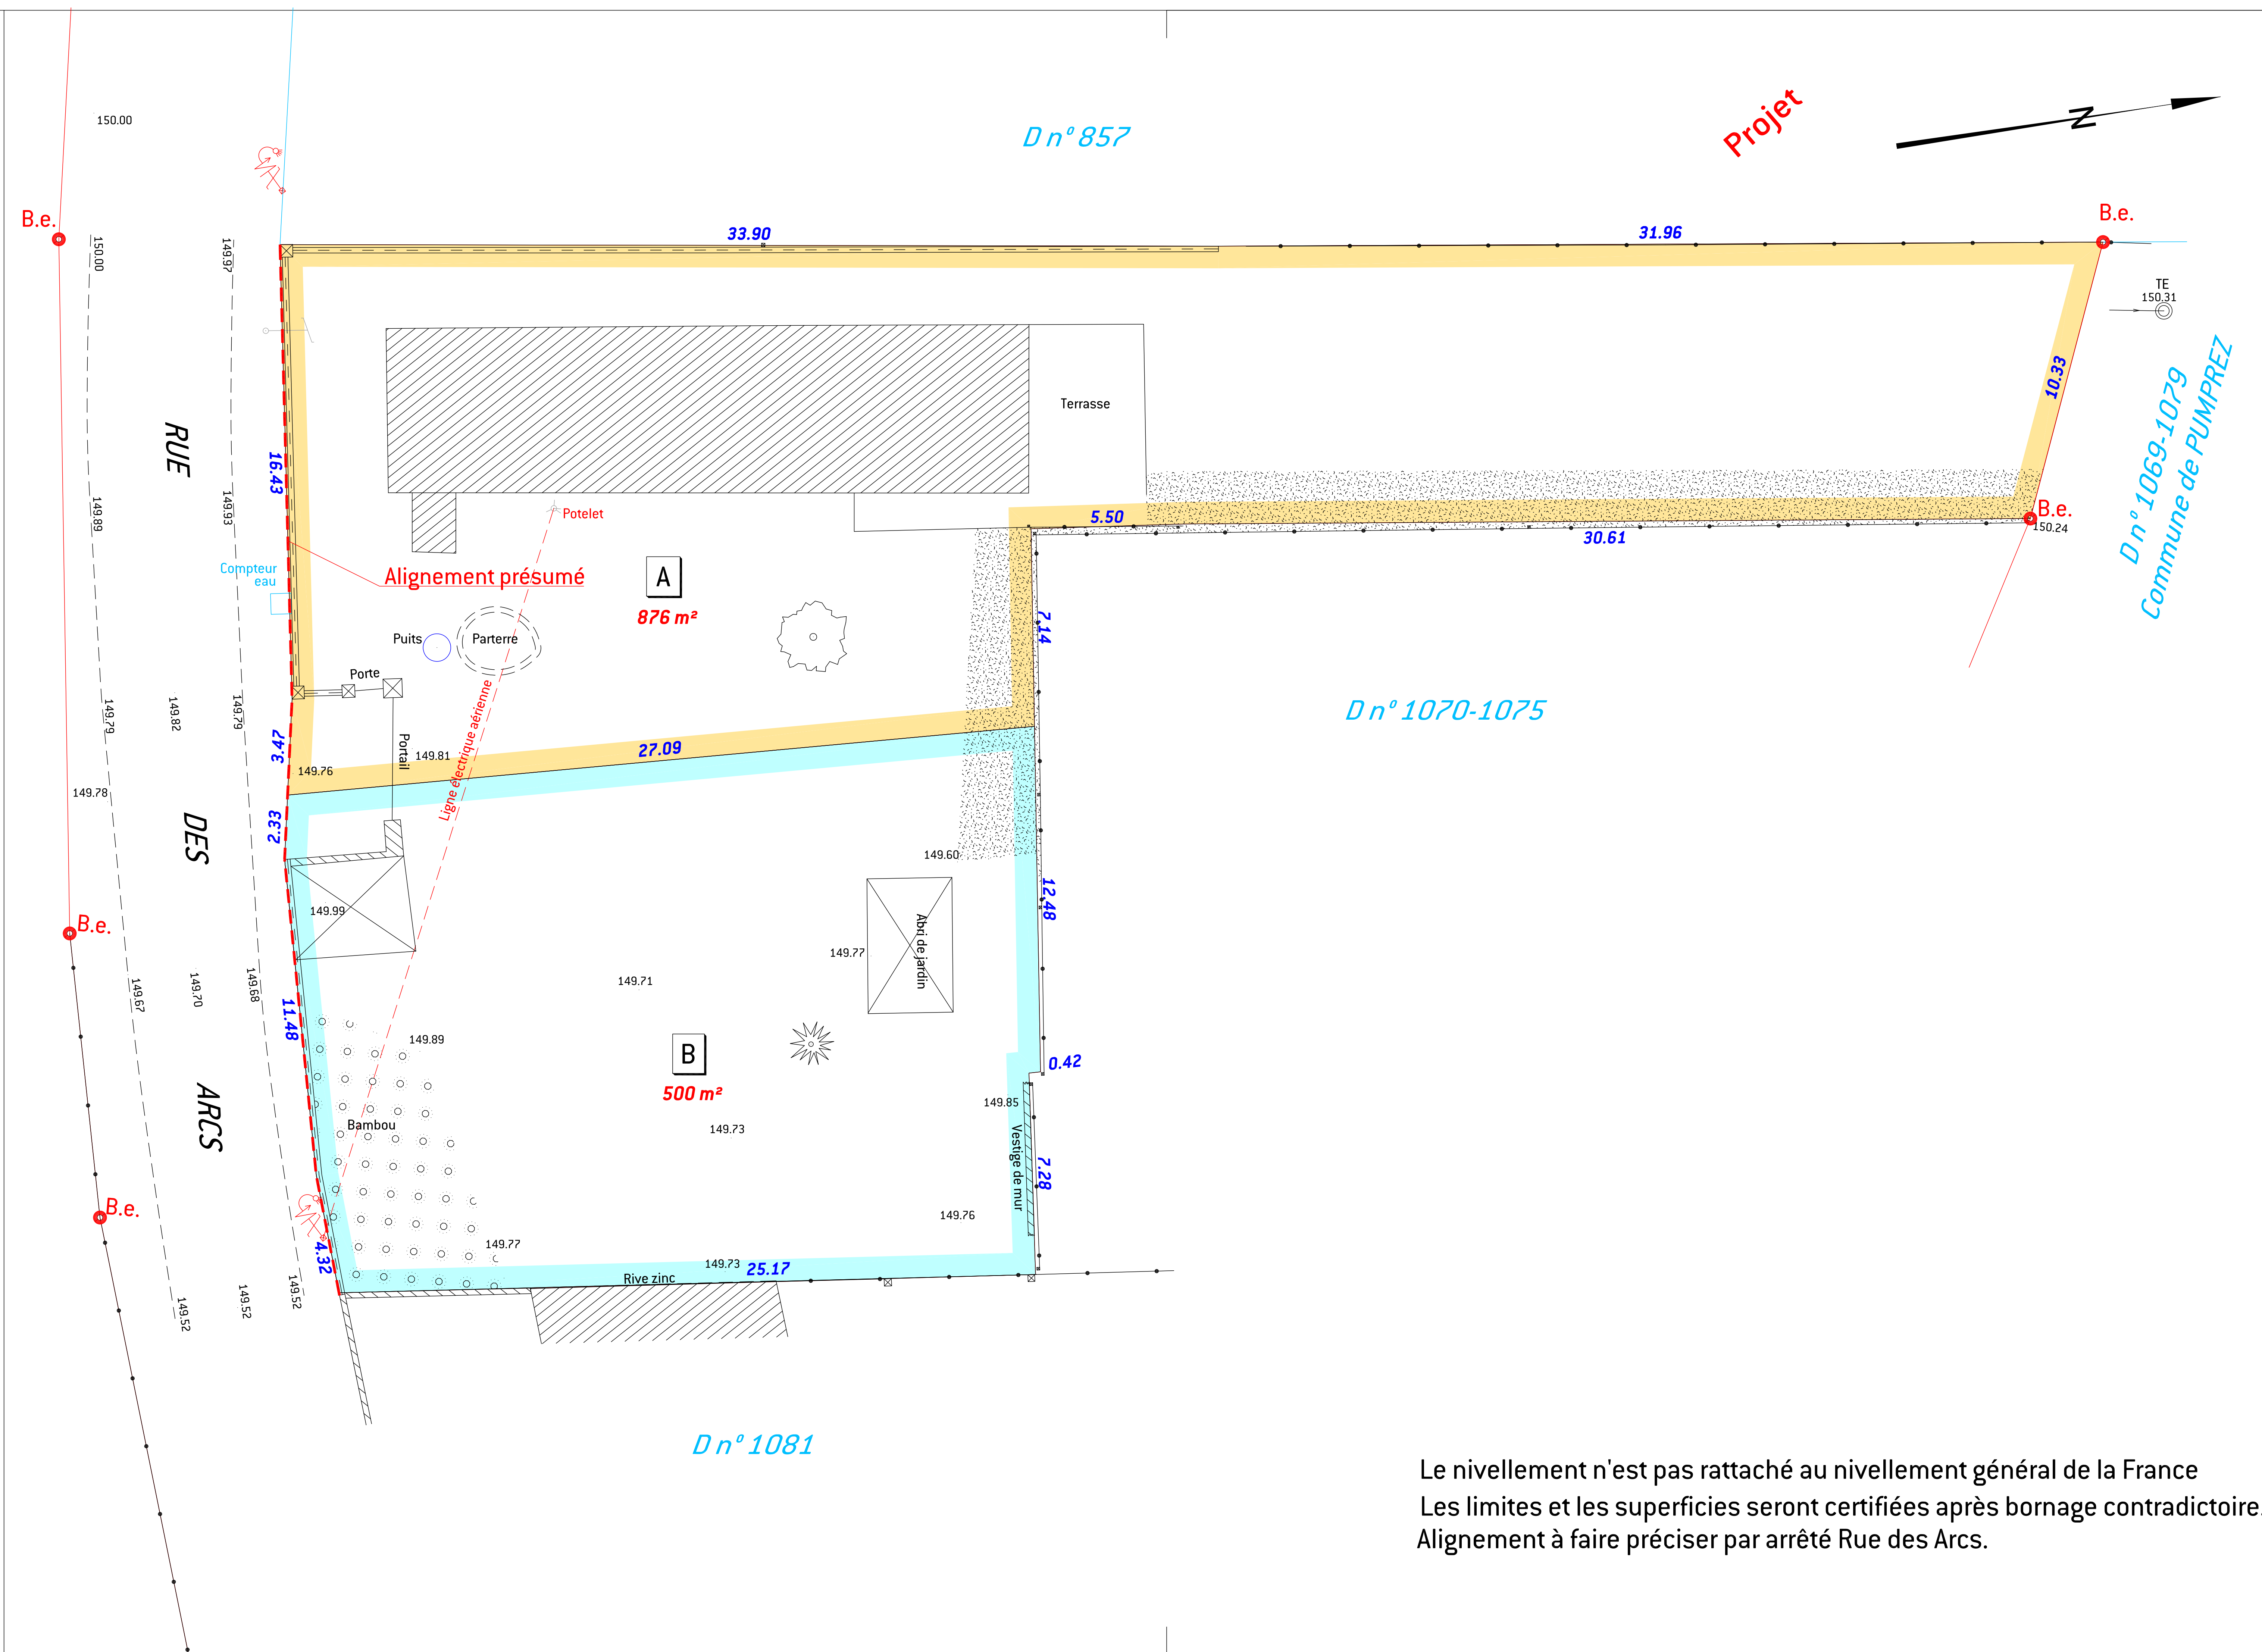 150.00
D n° 857
Projet
N
B.e.
B.e.
150.00
149.97
33.90
31.96
TE
150.31
Terrasse
10.33
D n° 1069-1079
Commune de PUMPREZ
RUE
16.43
149.89
149.93
Potelet
5.50
30.61
B.e.
150.24
Compteur
eau
Alignement présumé
A
876 m²
7.14
Puits
Parterre
Porte
149.79
149.82
149.79
3.47
Portail
149.81
149.76
27.09
Ligne électrique aérienne
D n° 1070-1075
149.78
DES
2.33
149.60
149.99
12.48
Abri de jardin
B.e.
149.77
149.67
149.70
149.68
11.48
149.71
149.89
B
500 m²
0.42
149.85
ARCS
Bambou
149.73
Vestige de mur
7.28
B.e.
149.76
4.32
149.77
149.73
25.17
Rive zinc
149.52
149.52
149.52
D n° 1081
Le nivellement n'est pas rattaché au nivellement général de la France
Les limites et les superficies seront certifiées après bornage contradictoire.
Alignement à faire préciser par arrêté Rue des Arcs.